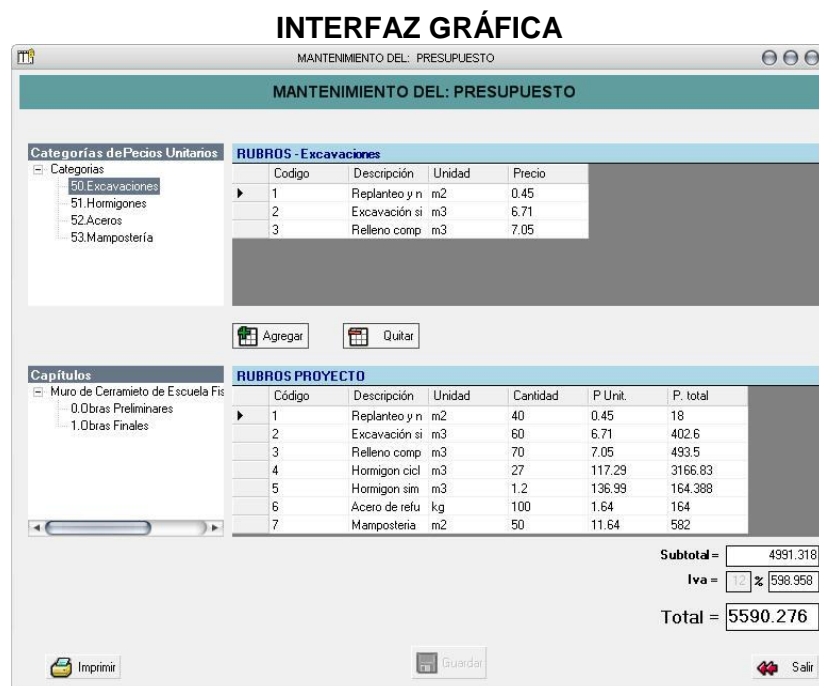 INTERFAZ GRÁFICA
MANTENIMIENTO DEL: PRESUPUESTO
MANTENIMIENTO DEL: PRESUPUESTO
Categorías dePecios Unitarios
Categorias
50.Excavaciones
51.Hormigones
52.Aceros
53.Mampostería
RUBROS - Excavaciones
Codigo Descripción Unidad Precio
1 Replanteo y n m2 0.45
2 Excavación si m3 6.71
3 Relleno comp m3 7.05
Agregar Quitar
Capítulos
Muro de Cerramieto de Escuela Fis
0.Obras Preliminares
1.Obras Finales
RUBROS PROYECTO
Código Descripción Unidad Cantidad P Unit. P. total
1 Replanteo y n m2 40 0.45 18
2 Excavación si m3 60 6.71 402.6
3 Relleno comp m3 70 7.05 493.5
4 Hormigon cicl m3 27 117.29 3166.83
5 Hormigon sim m3 1.2 136.99 164.388
6 Acero de refu kg 100 1.64 164
7 Mamposteria m2 50 11.64 582
Subtotal = 4991.318
Iva = 12 % 598.958
Total = 5590.276
Imprimir Guardar Salir